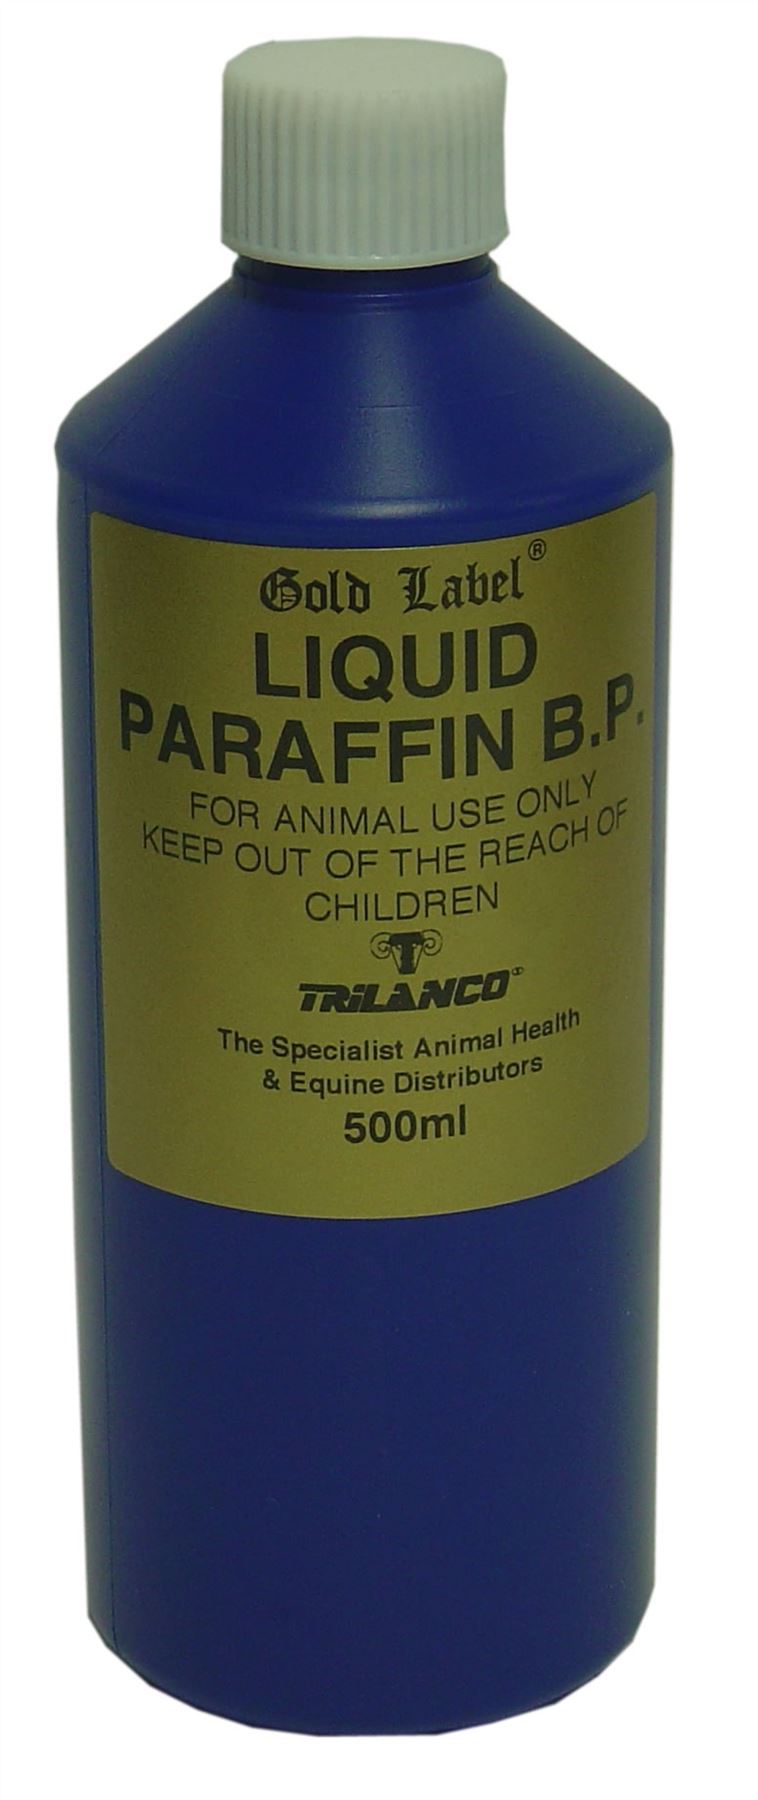 Gold Label®
LIQUID
PARAFFIN B.P.
FOR ANIMAL USE ONLY
KEEP OUT OF THE REACH OF
CHILDREN
TRILANCO®
The Specialist Animal Health
& Equine Distributors
500ml